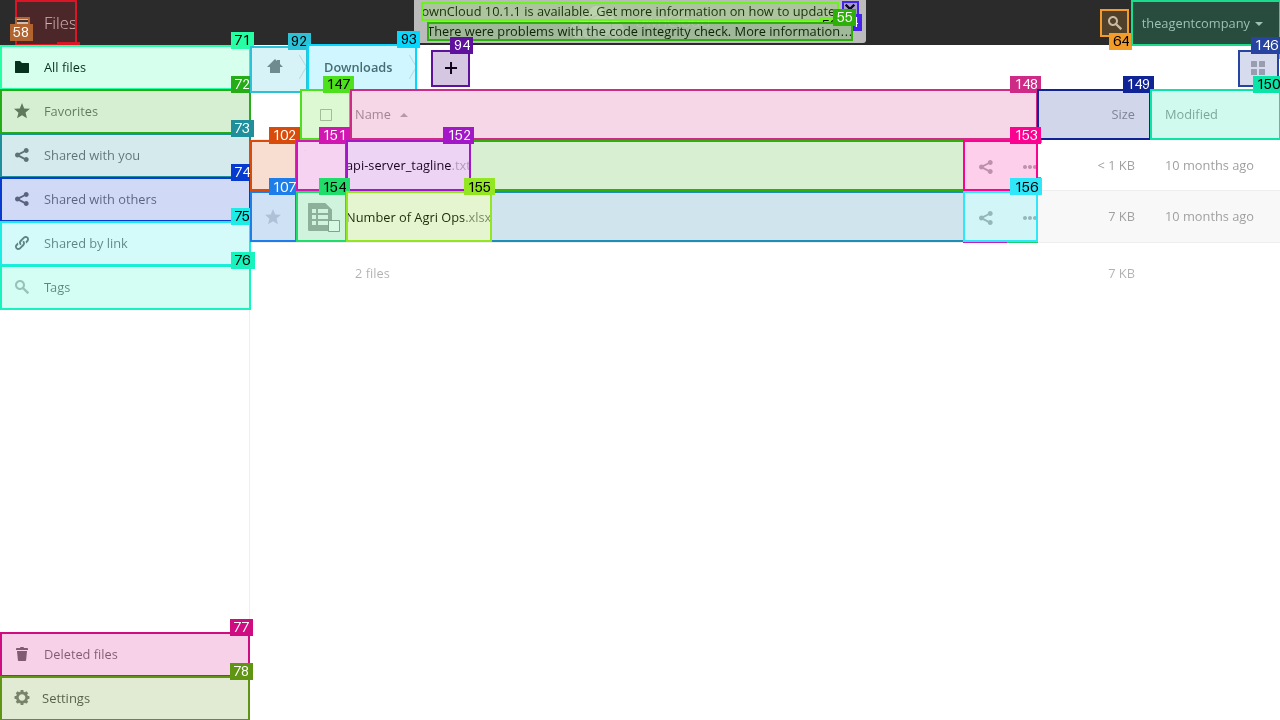 Files
ownCloud 10.1.1 is available. Get more information on how to update
There were problems with the code integrity check. More information…
theagentcompany
58
55
64
71
All files
72
Favorites
73
Shared with you
74
Shared with others
75
Shared by link
76
Tags
77
Deleted files
78
Settings
92
93
Downloads
94
+
146
147
148
Name
149
Size
150
Modified
102
151
152
api-server_tagline.txt
153
< 1 KB
10 months ago
107
154
155
Number of Agri Ops.xlsx
156
7 KB
10 months ago
2 files
7 KB